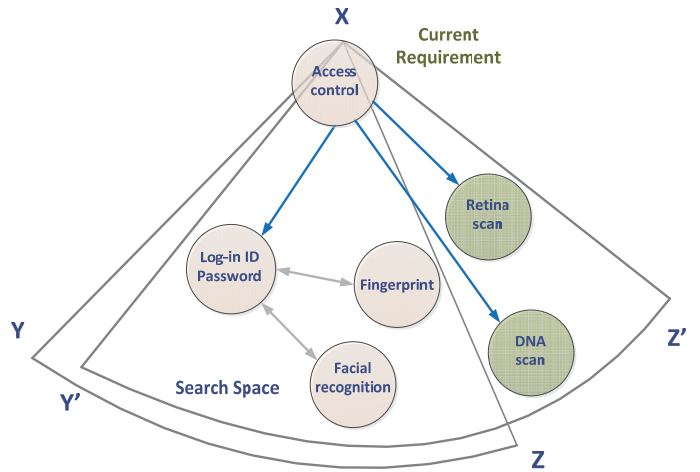 X
Current
Requirement
Access
control
Retina
scan
Log-in ID
Password
Fingerprint
Y
Z’
DNA
scan
Facial
recognition
Search Space
Y’
Z